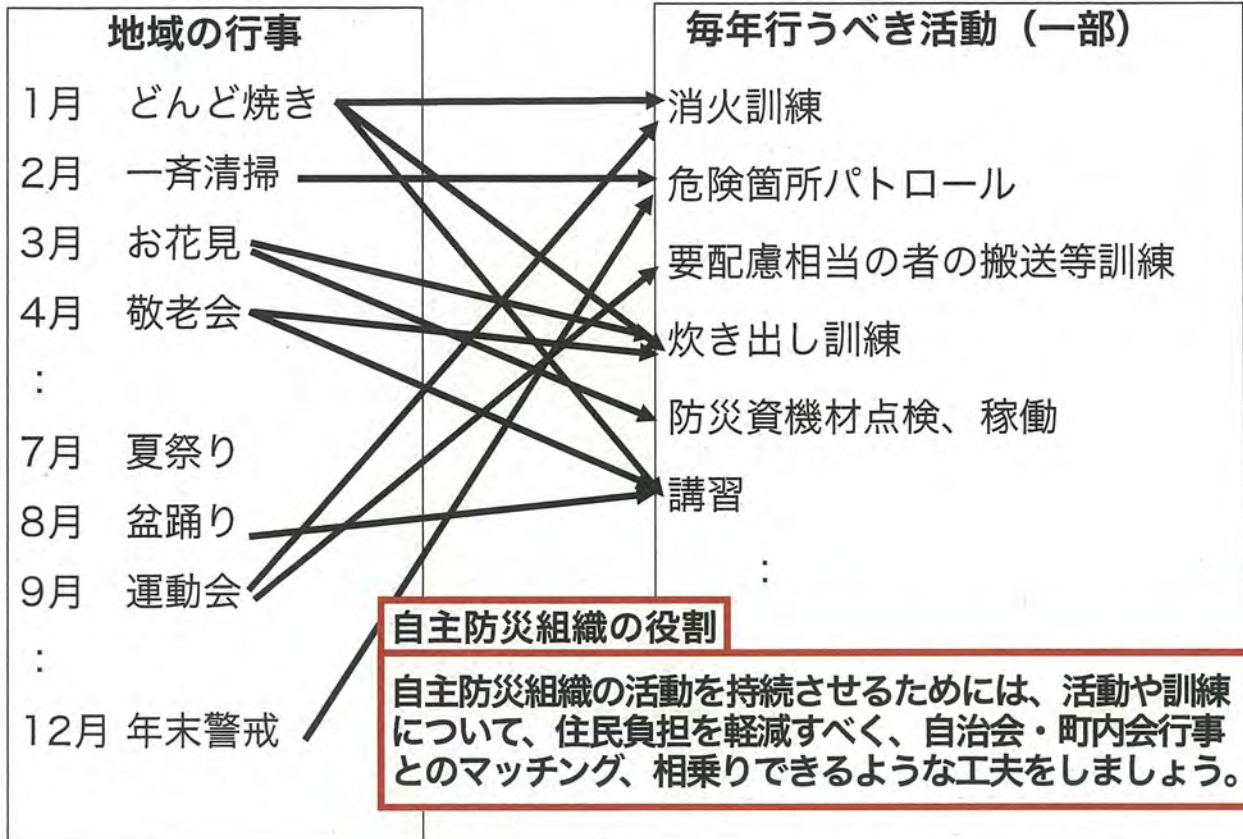 地域の行事
1月 どんど焼き
2月 一斉清掃
3月 お花見
4月 敬老会
:
7月 夏祭り
8月 盆踊り
9月 運動会
:
12月 年末警戒
毎年行うべき活動（一部）
消火訓練
危険箇所パトロール
要配慮相当の者の搬送等訓練
炊き出し訓練
防災資機材点検、稼働
講習
:
自主防災組織の役割
自主防災組織の活動を持続させるためには、活動や訓練
について、住民負担を軽減すべく、自治会・町内会行事
とのマッチング、相乗りできるような工夫をしましょう。